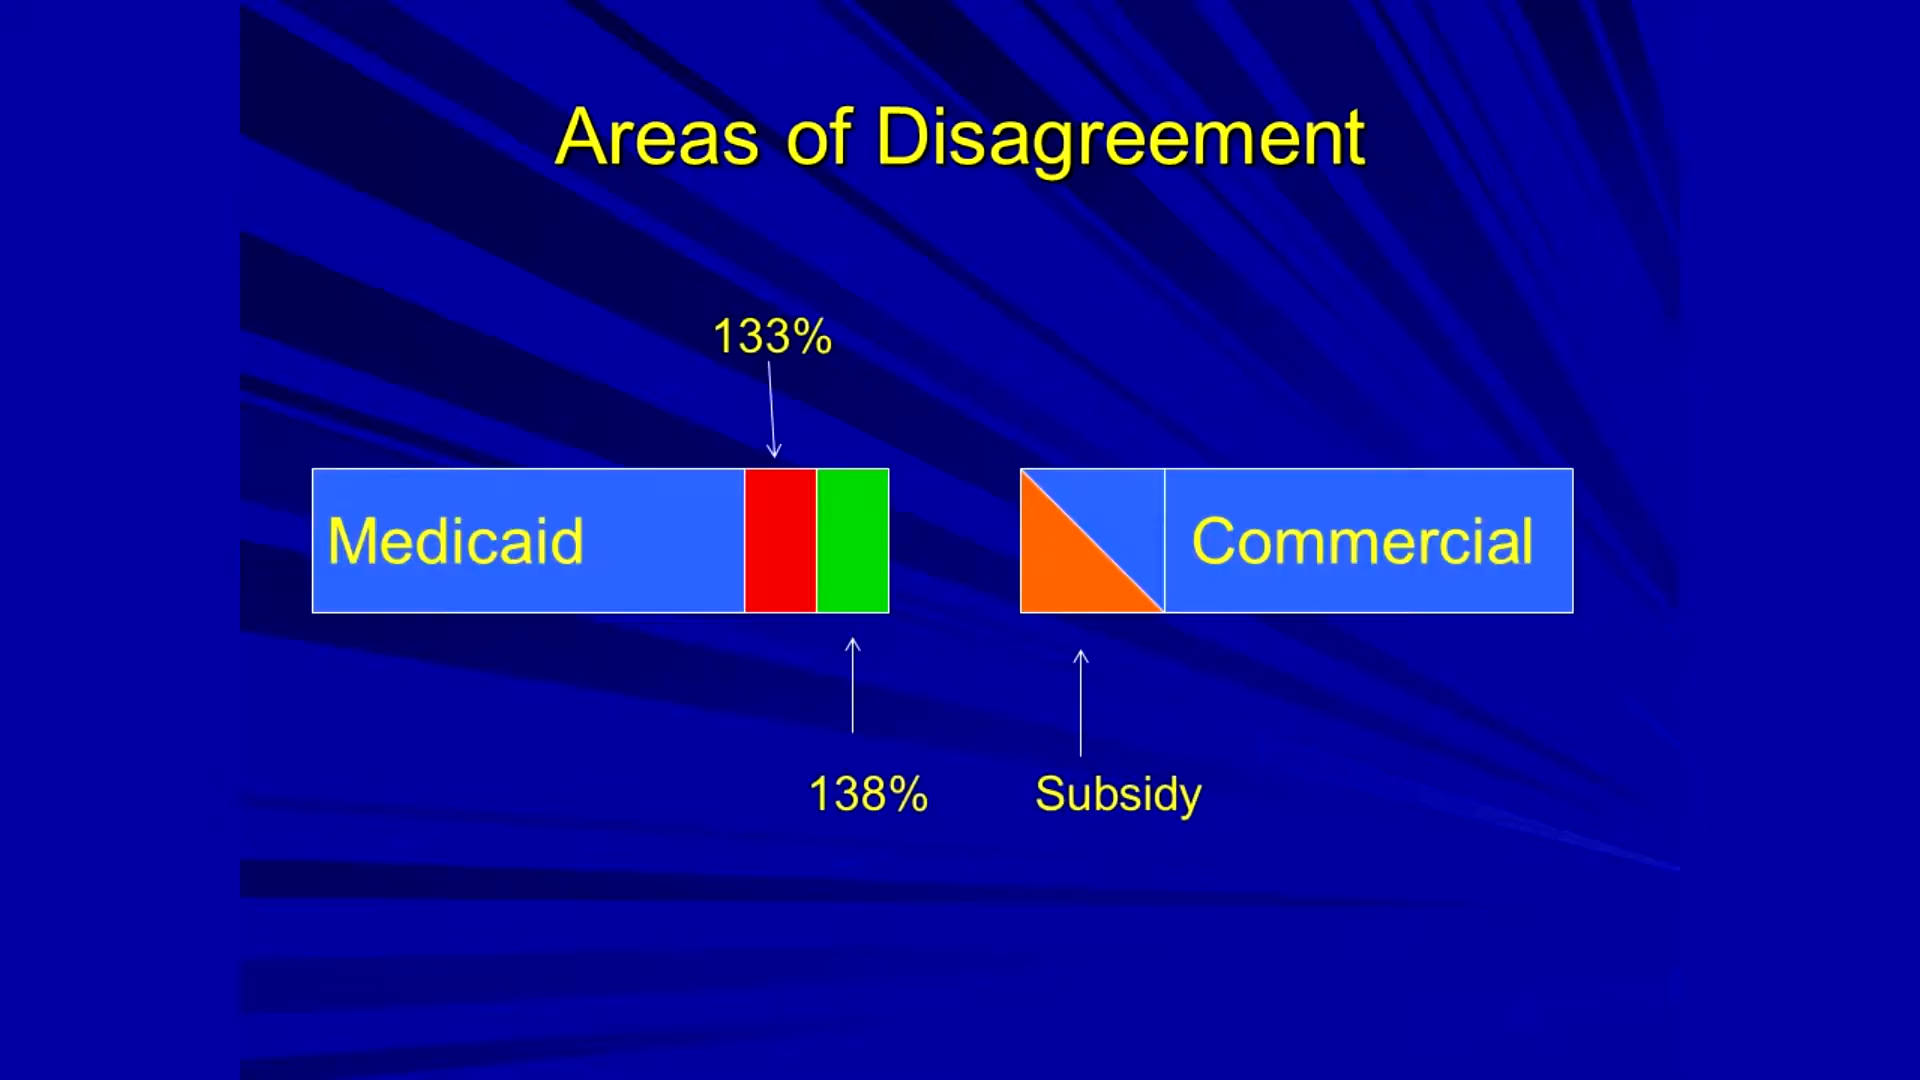 Areas of Disagreement
133%
Medicaid
Commercial
138%
Subsidy